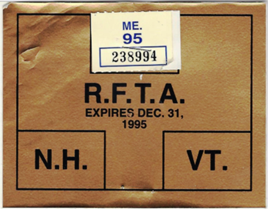 ME.
95
238994
R.F.T.A.
EXPIRES DEC. 31,
1995
N.H.
VT.